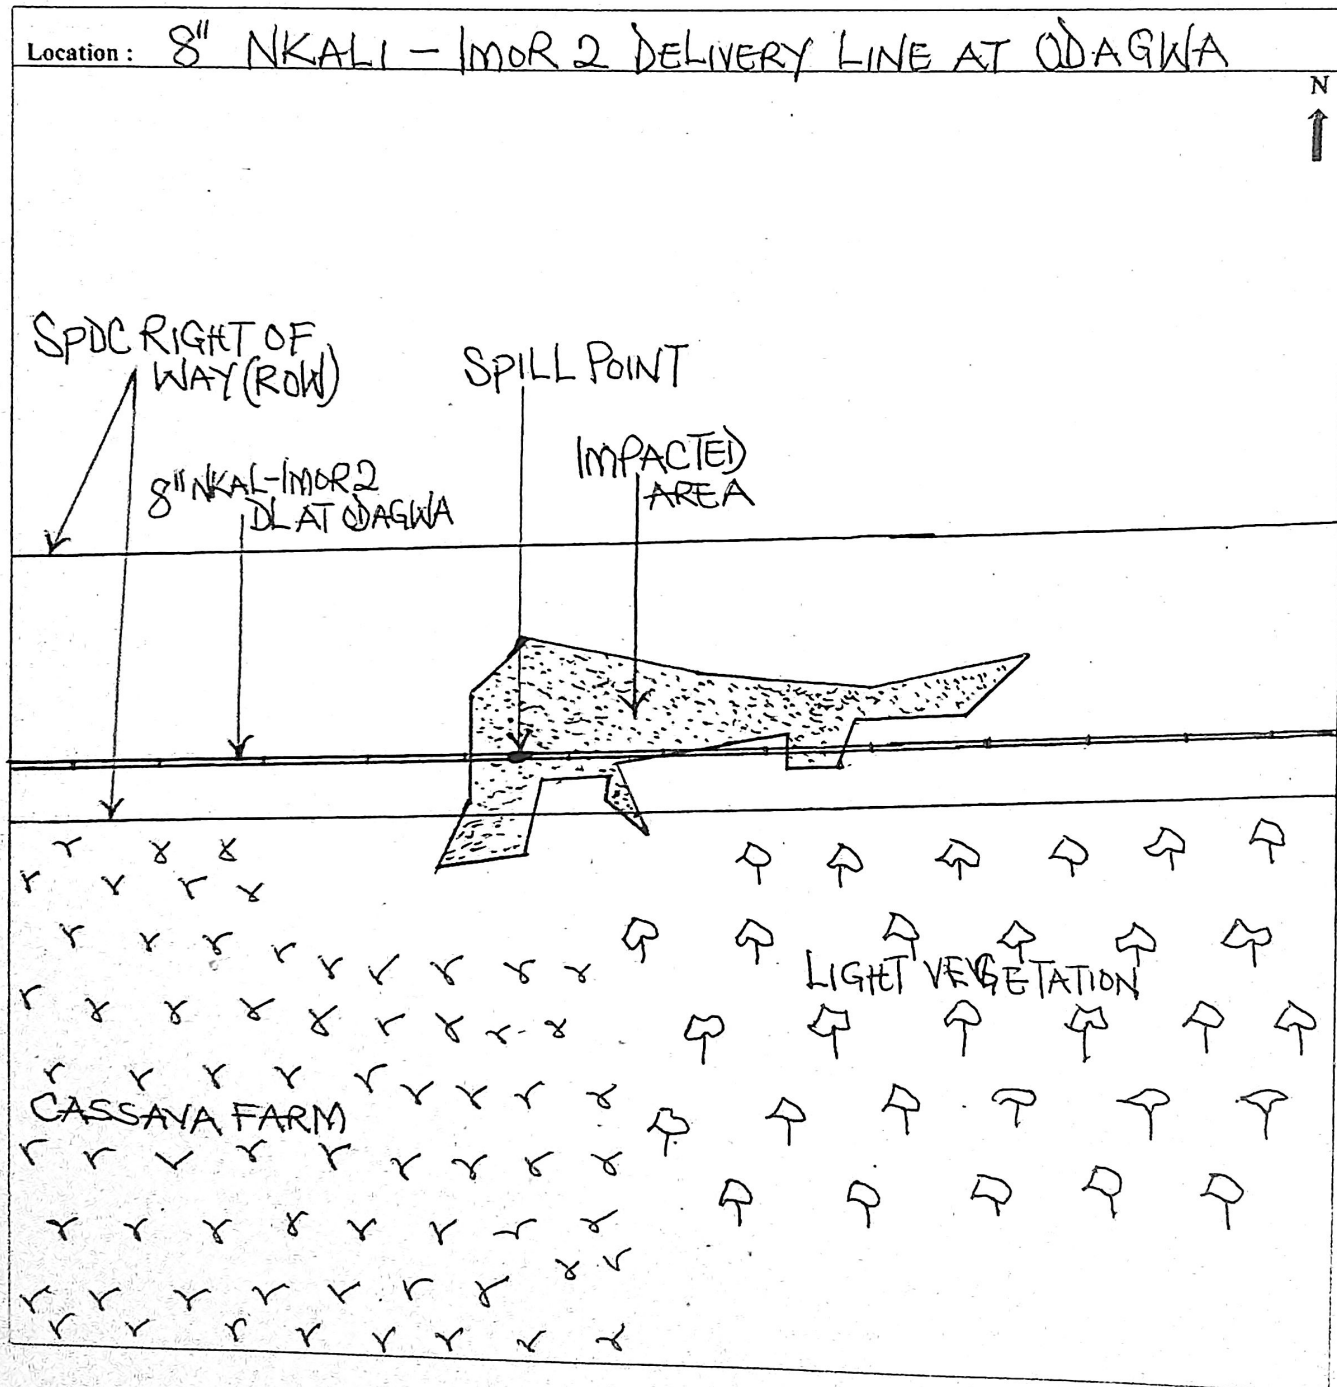 Location : 8" NKALI - IMOR 2 DELIVERY LINE AT ODAGWA
N
SPDC RIGHT OF
WAY (ROW)
SPILL POINT
IMPACTED
AREA
8" NKAL-IMOR 2
DL AT ODAGWA
LIGHT VEVGETATION
CASSAVA FARM